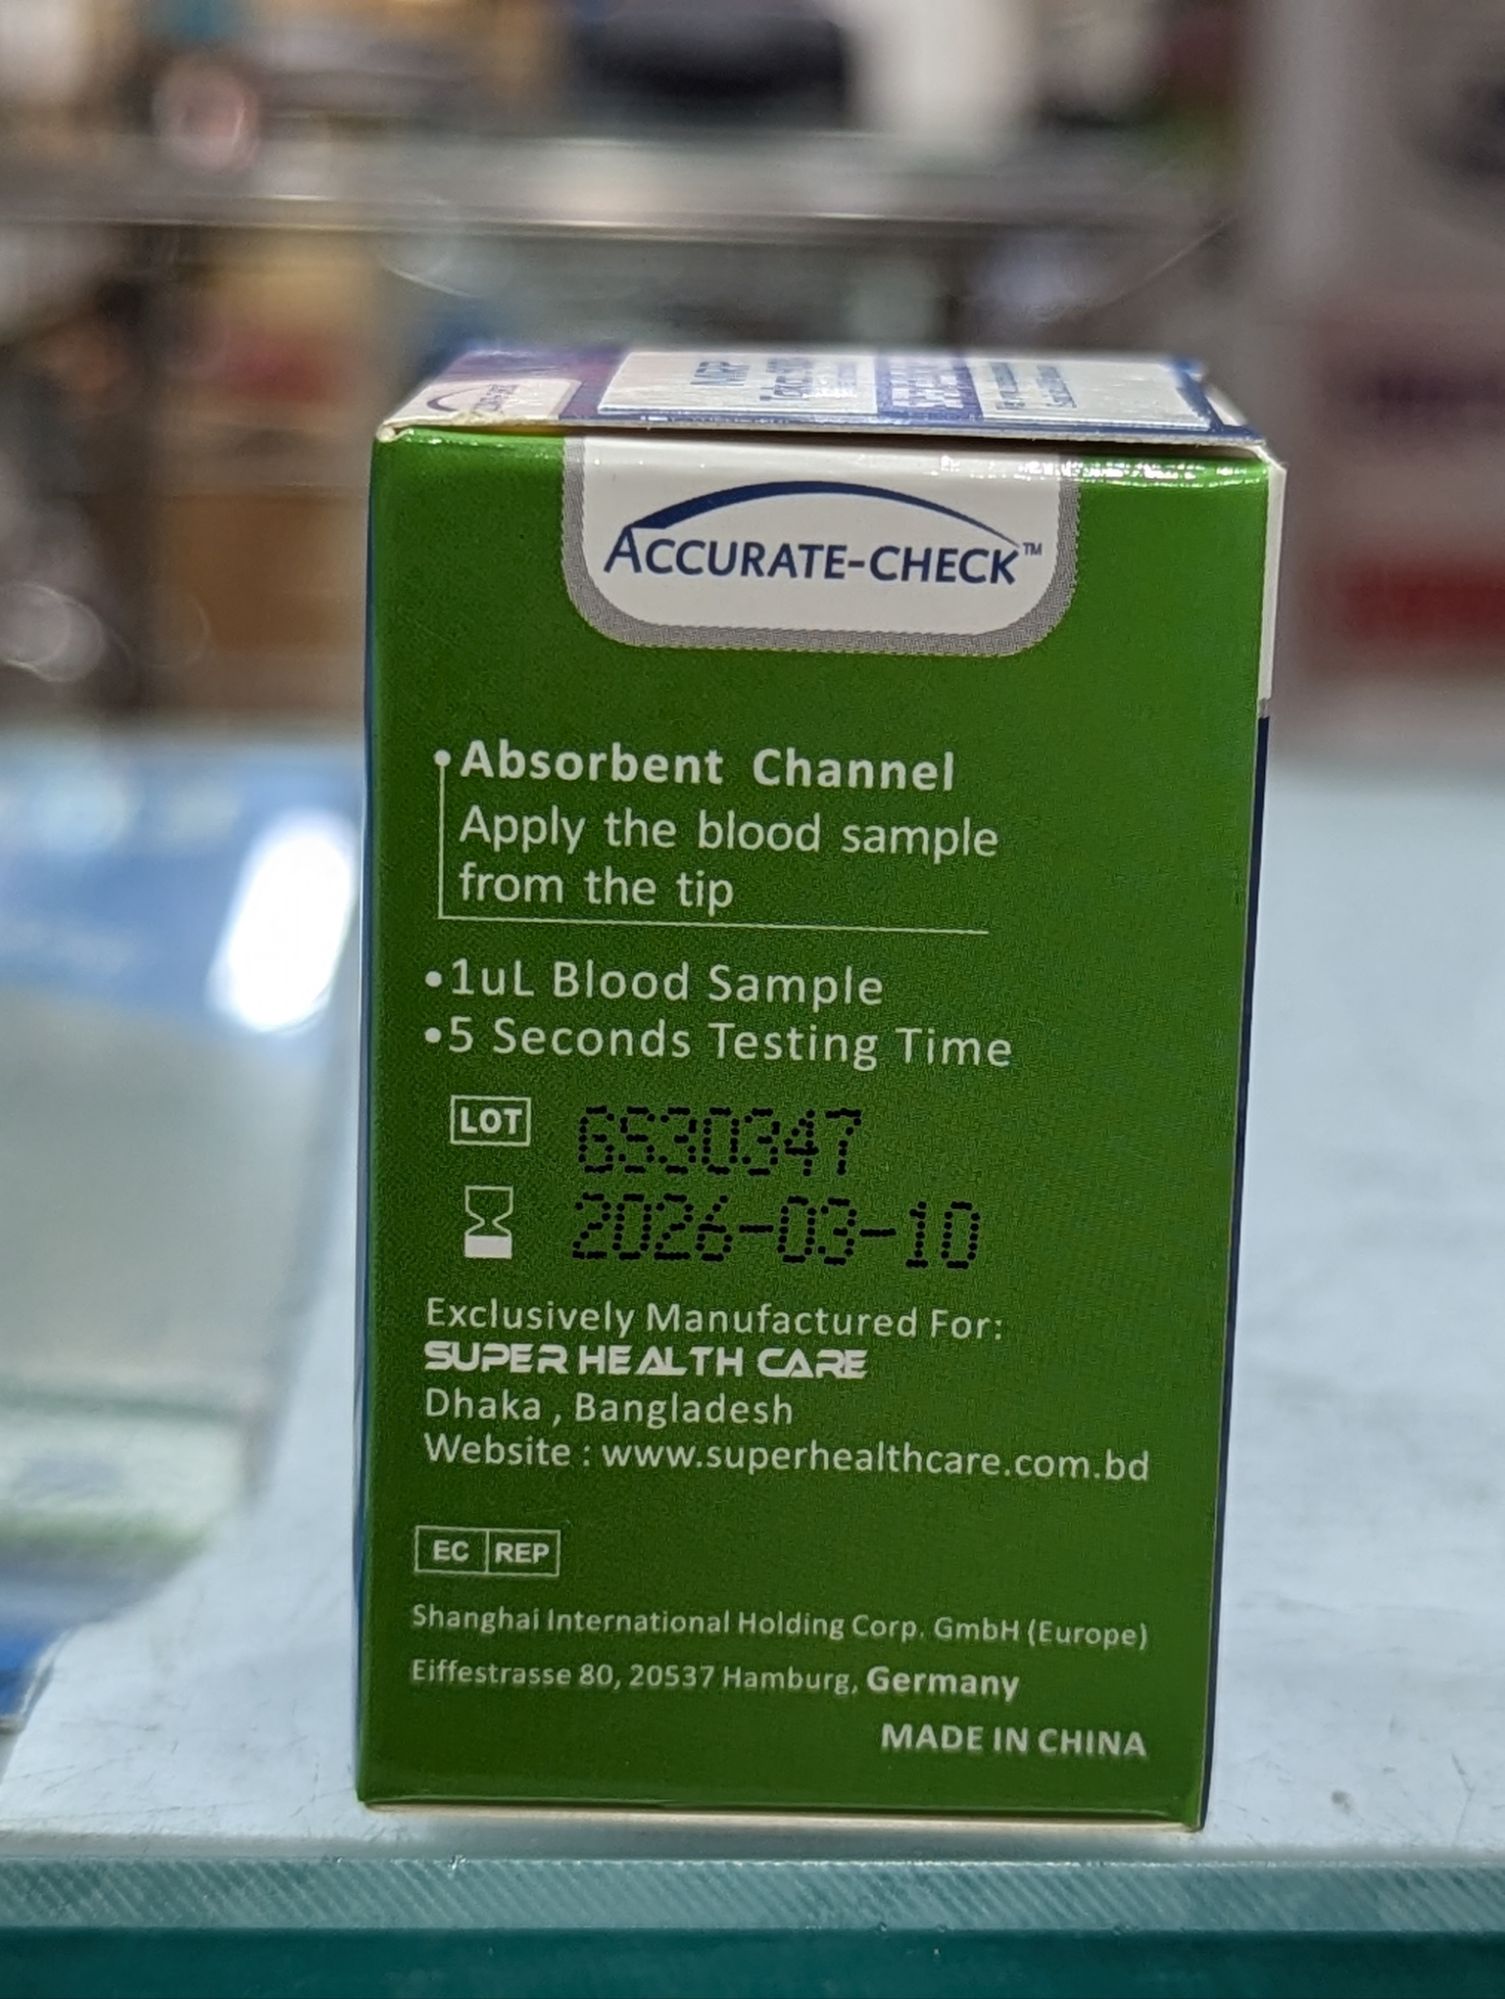 ACCURATE-CHECK™
•Absorbent Channel
Apply the blood sample
from the tip
•1uL Blood Sample
•5 Seconds Testing Time
LOT GS30347
2026-03-10
Exclusively Manufactured For:
SUPER HEALTH CARE
Dhaka , Bangladesh
Website : www.superhealthcare.com.bd
EC REP
Shanghai International Holding Corp. GmbH (Europe)
Eiffestrasse 80, 20537 Hamburg, Germany
MADE IN CHINA